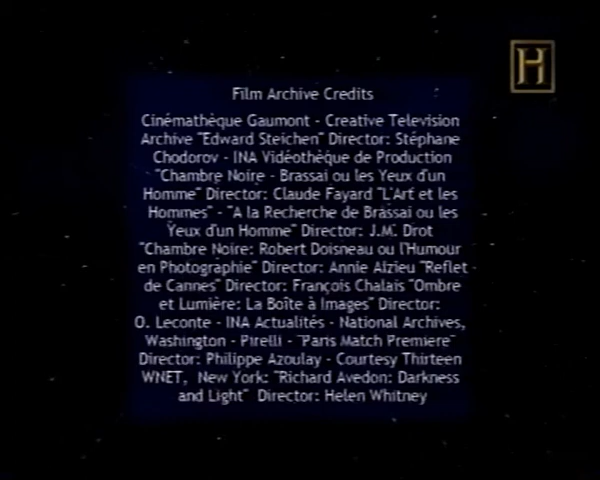 H
Film Archive Credits
Cinémathèque Gaumont - Creative Television
Archive "Edward Steichen" Director: Stéphane
Chodorov - INA Vidéothèque de Production
"Chambre Noire - Brassai ou les Yeux d'un
Homme" Director: Claude Fayard "L'Art et les
Hommes" - "A la Recherche de Brassai ou les
Yeux d'un Homme" Director: J.M. Drot
"Chambre Noire: Robert Doisneau ou l'Humour
en Photographie" Director: Annie Aizieu "Reflet
de Cannes" Director: François Chalais "Ombre
et Lumière: La Boîte à Images" Director:
O. Leconte - INA Actualités - National Archives,
Washington - Pirelli - "Paris Match Premiere"
Director: Philippe Azoulay - Courtesy Thirteen
WNET, New York: "Richard Avedon: Darkness
and Light" Director: Helen Whitney